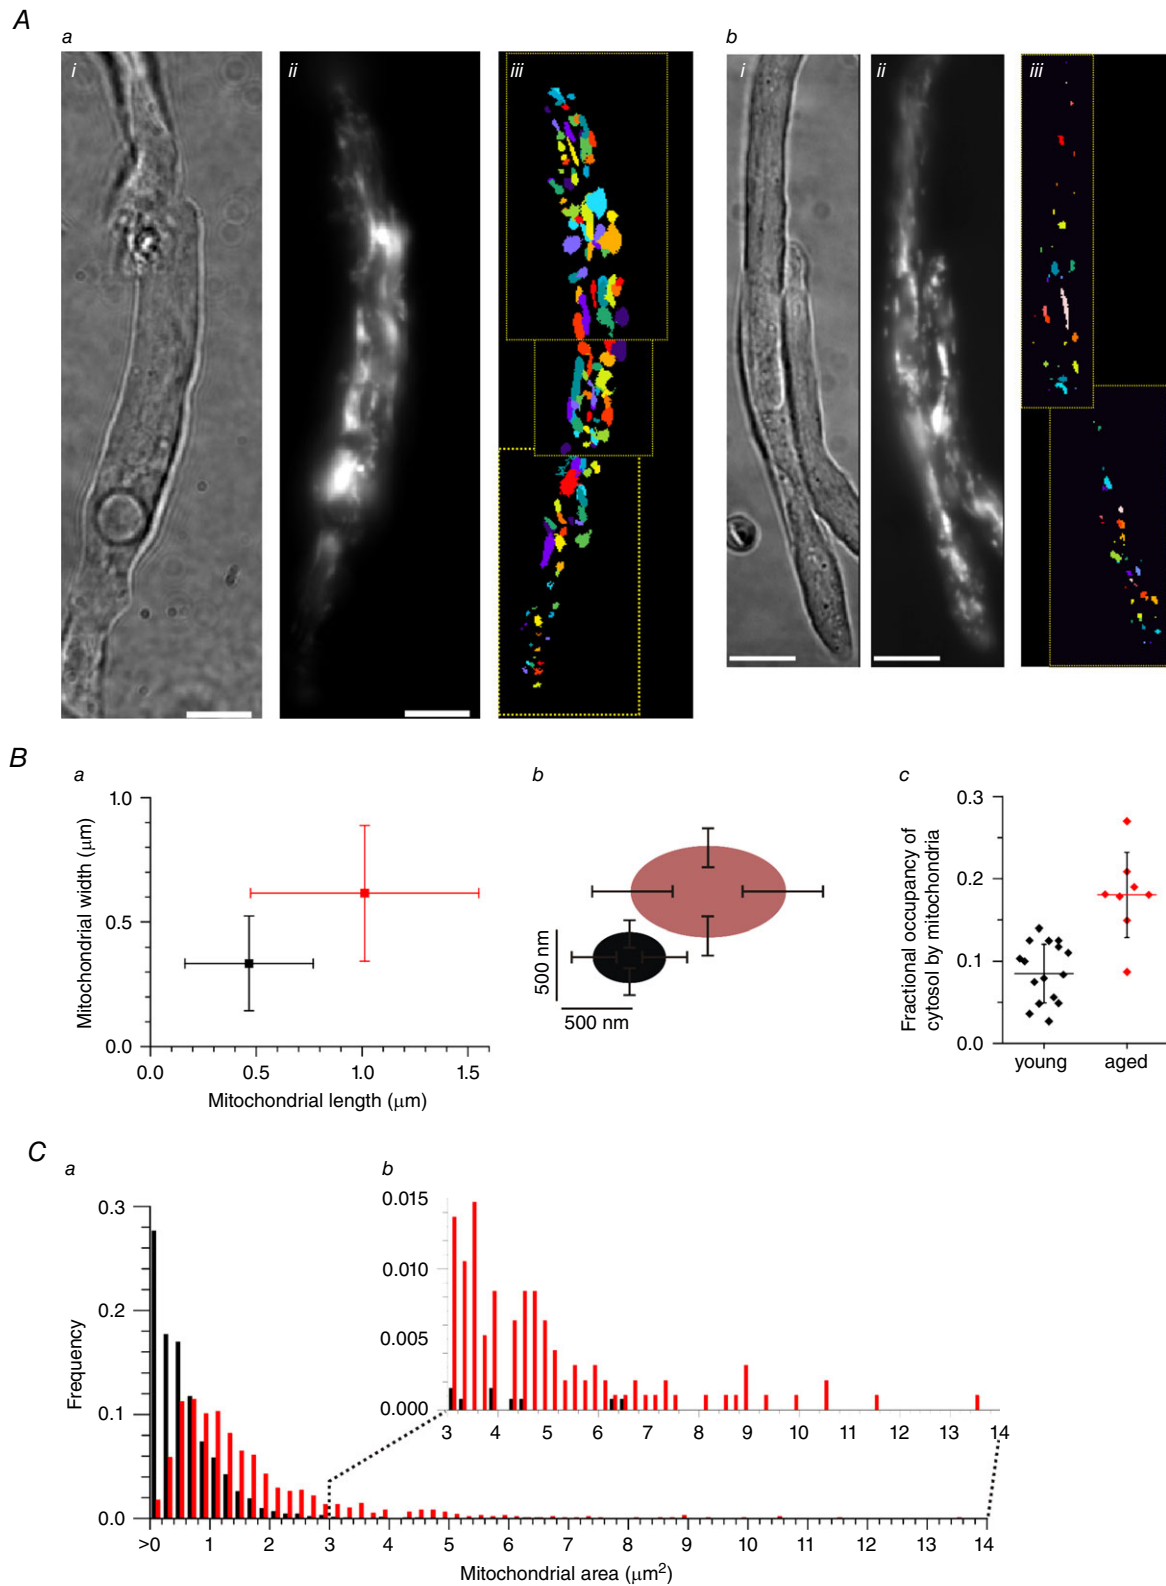 A
a
b
i
ii
iii
i
ii
iii
B
a
b
c
1.0
0.5
0.0
Mitochondrial width (μm)
0.0 0.5 1.0 1.5
Mitochondrial length (μm)
500 nm
500 nm
0.3
0.2
0.1
0.0
Fractional occupancy of
cytosol by mitochondria
young aged
C
a
b
0.3
0.2
0.1
0.0
Frequency
0.015
0.010
0.005
0.000
3 4 5 6 7 8 9 10 11 12 13 14
>0 1 2 3 4 5 6 7 8 9 10 11 12 13 14
Mitochondrial area (μm²)